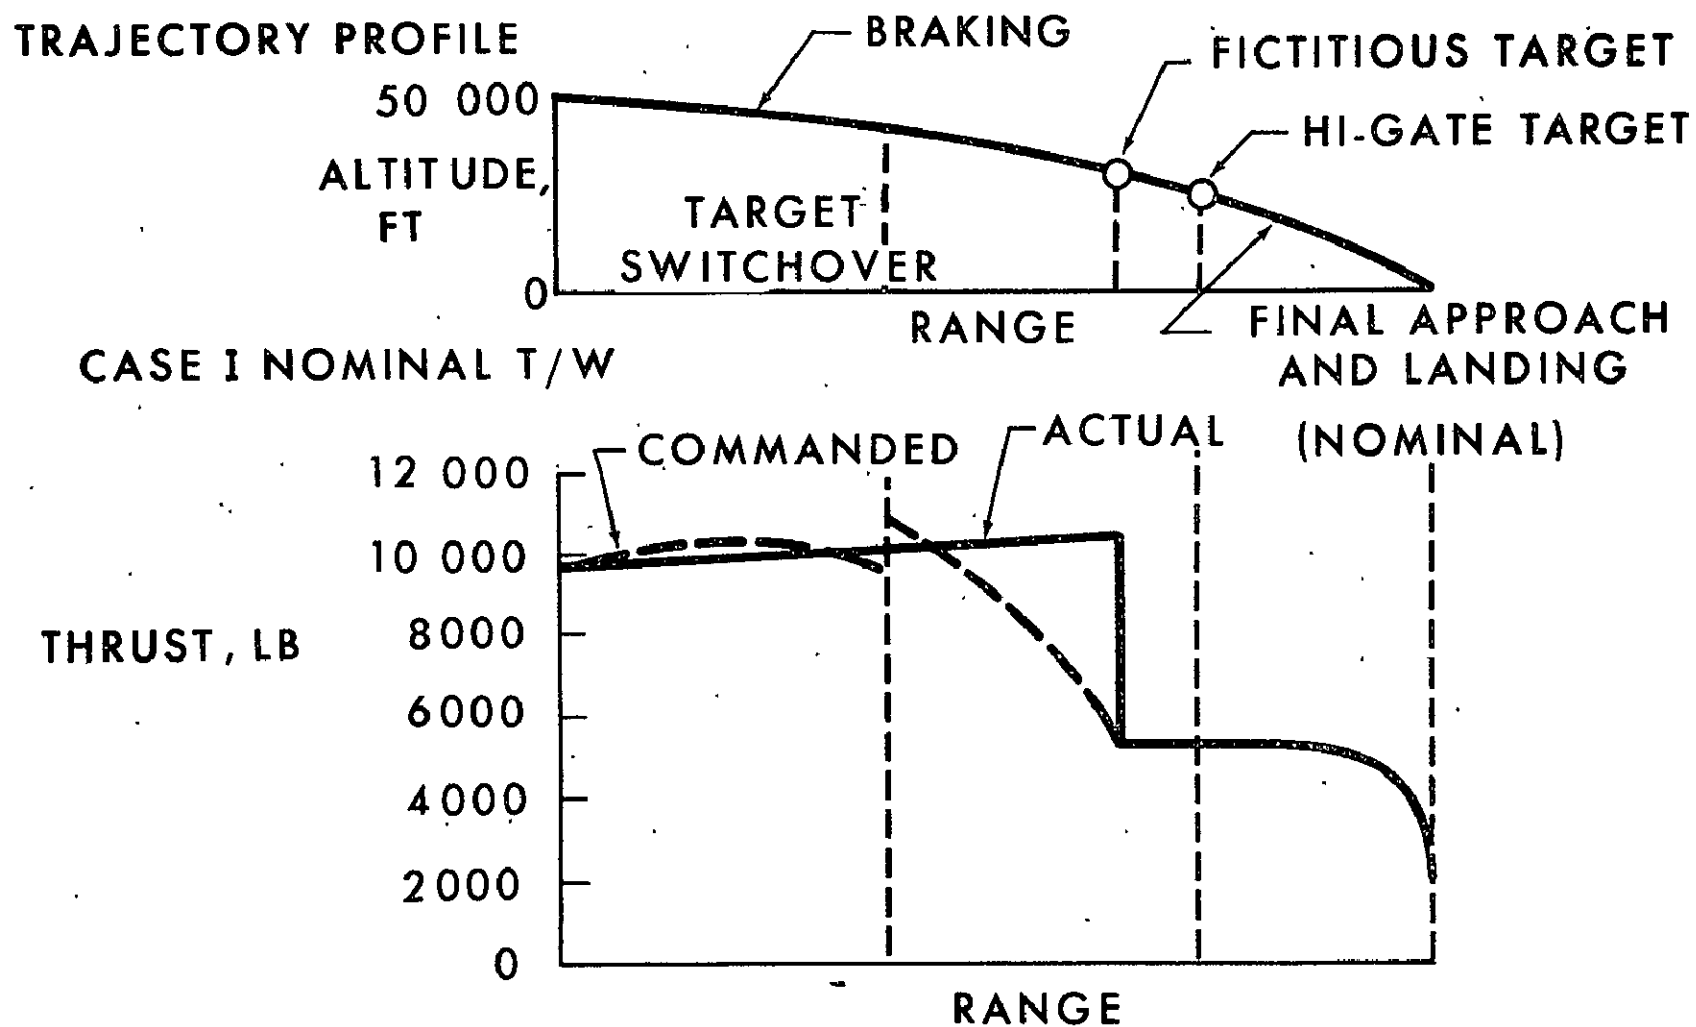 TRAJECTORY PROFILE
BRAKING
FICTITIOUS TARGET
50 000
HI-GATE TARGET
ALTITUDE,
FT
TARGET
SWITCHOVER
0
RANGE
FINAL APPROACH
AND LANDING
(NOMINAL)
CASE I NOMINAL T/W
COMMANDED
ACTUAL
12 000
10 000
8000
THRUST, LB
6000
4000
2000
0
RANGE